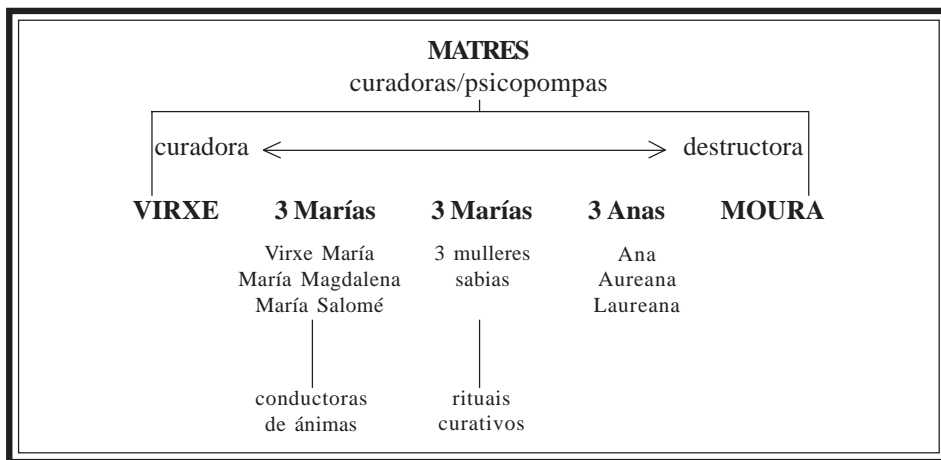 MATRES
curadoras/psicopompas
curadora destructora
VIRXE 3 Marías 3 Marías 3 Anas MOURA
Virxe María 3 mulleres Ana
María Magdalena sabias Aureana
María Salomé Laureana
conductoras rituais
de ánimas curativos